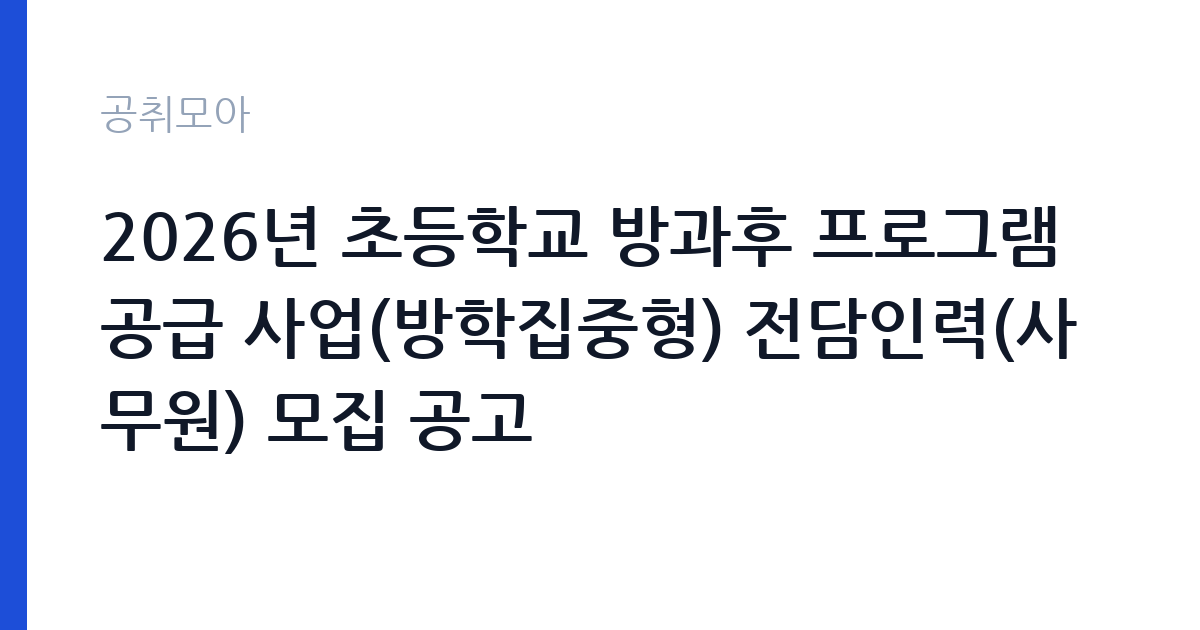 공취모아
2026년 초등학교 방과후 프로그램
공급 사업(방학집중형) 전담인력(사
무원) 모집 공고